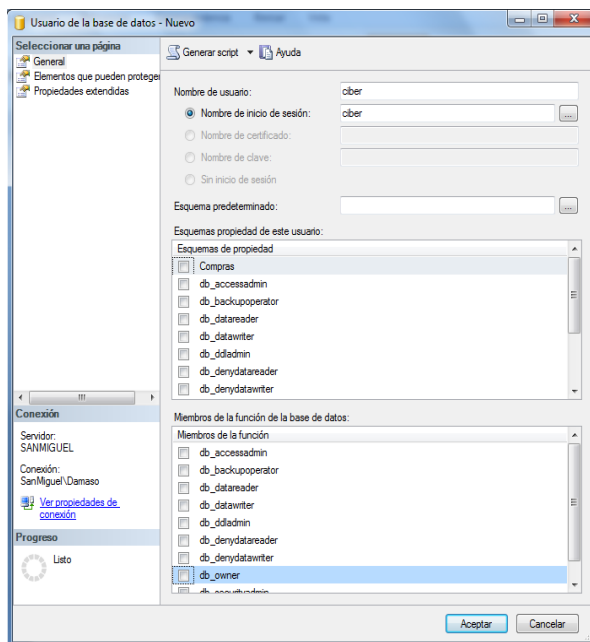 Usuario de la base de datos - Nuevo
Seleccionar una página
General
Elementos que pueden proteger
Propiedades extendidas
Generar script
Ayuda
Nombre de usuario: ciber
Nombre de inicio de sesión: ciber
...
Nombre de certificado:
Nombre de clave:
Sin inicio de sesión
Esquema predeterminado:
...
Esquemas propiedad de este usuario:
Esquemas de propiedad
Compras
db_accessadmin
db_backupoperator
db_datareader
db_datawriter
db_ddladmin
db_denydatareader
db_denydatawriter
Conexión
Servidor:
SANMIGUEL
Conexión:
SanMiguel\Damaso
Ver propiedades de
conexión
Progreso
Listo
Miembros de la función de la base de datos:
Miembros de la función
db_accessadmin
db_backupoperator
db_datareader
db_datawriter
db_ddladmin
db_denydatareader
db_denydatawriter
db_owner
db_securityadmin
Aceptar
Cancelar